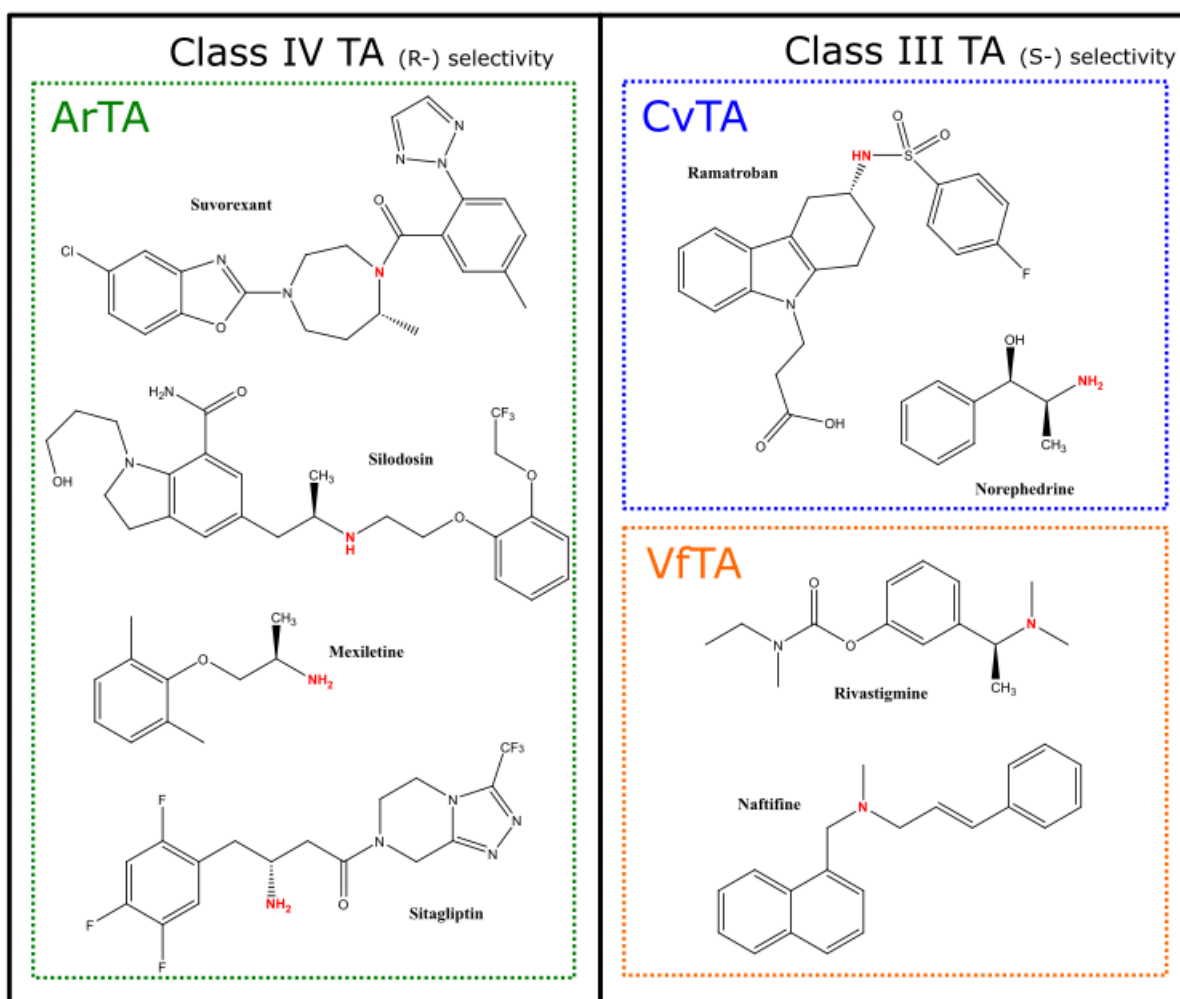 Class IV TA (R-) selectivity
ArTA
Suvorexant
N
N
N
O
Cl
N
N
N
O
H₂N
O
CF₃
N
Silodosin
CH₃
O
OH
N
H
O
CH₃
O
Mexiletine
NH₂
CF₃
F
N
N
N
N
F
NH₂
O
Sitagliptin
F
Class III TA (S-) selectivity
CvTA
O
O
Ramatroban
HN
S
F
N
OH
NH₂
O
OH
CH₃
Norephedrine
VfTA
O
N
N
O
Rivastigmine
CH₃
Naftifine
N